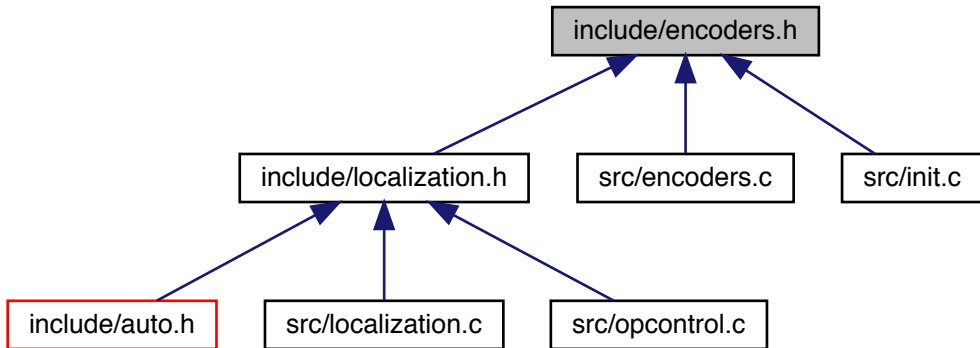 include/encoders.h
include/localization.h
src/encoders.c
src/init.c
include/auto.h
src/localization.c
src/opcontrol.c